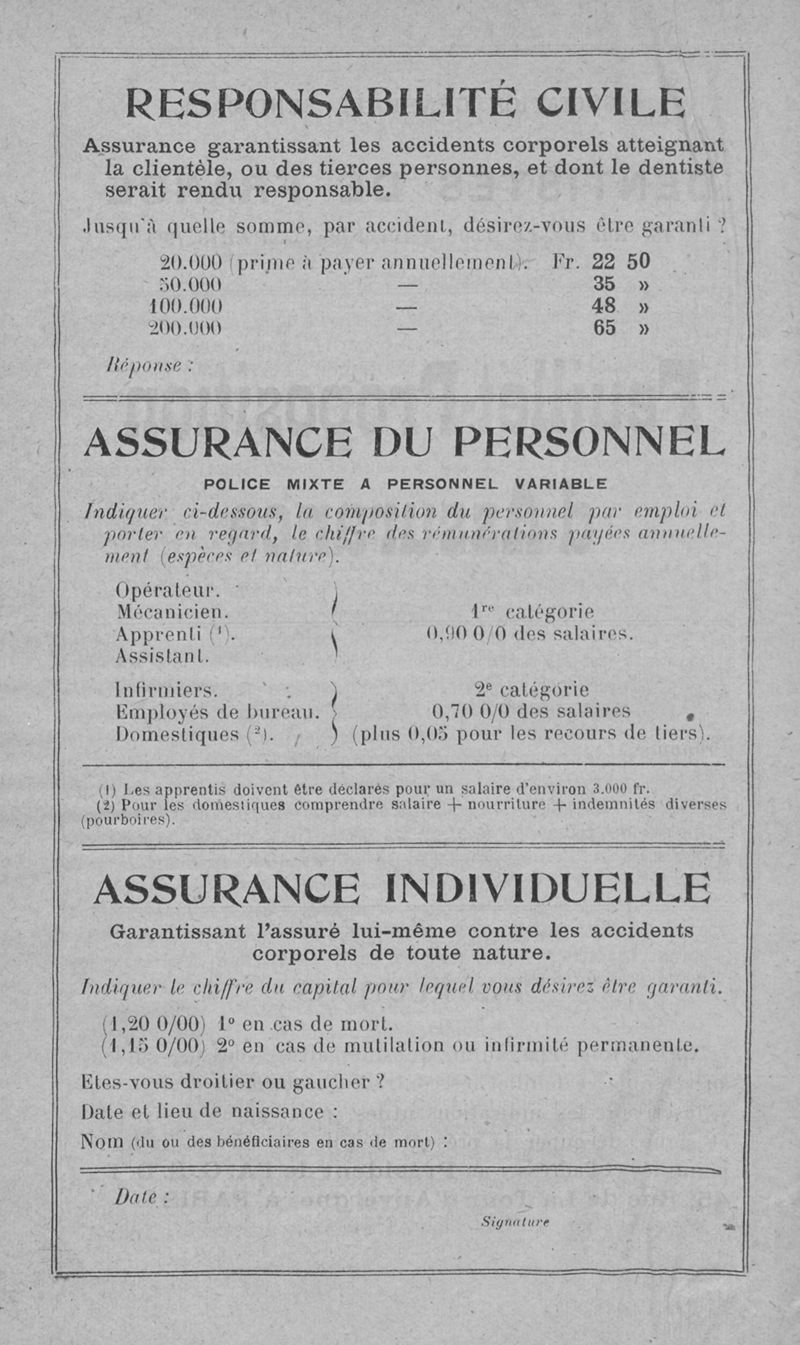 RESPONSABILITÉ CIVILE
Assurance garantissant les accidents corporels atteignant
la clientèle, ou des tierces personnes, et dont le dentiste
serait rendu responsable.
Jusqu'à quelle somme, par accident, désirez-vous être garanti ?
20.000 (prime à payer annuellement). Fr. 22 50
50.000 — 35 »
100.000 — 48 »
200.000 — 65 »
Réponse :
ASSURANCE DU PERSONNEL
POLICE MIXTE A PERSONNEL VARIABLE
Indiquer ci-dessous, la composition du personnel par emploi et
porter en regard, le chiffre des rémunérations payées annuelle-
ment (espèces et nature).
Opérateur.
Mécanicien. 1re catégorie
Apprenti (1). 0,90 0/0 des salaires.
Assistant.
Infirmiers. 2e catégorie
Employés de bureau. 0,70 0/0 des salaires
Domestiques (2). (plus 0,05 pour les recours de tiers).
(1) Les apprentis doivent être déclarés pour un salaire d'environ 3.000 fr.
(2) Pour les domestiques comprendre salaire + nourriture + indemnités diverses
(pourboires).
ASSURANCE INDIVIDUELLE
Garantissant l'assuré lui-même contre les accidents
corporels de toute nature.
Indiquer le chiffre du capital pour lequel vous désirez être garanti.
(1,20 0/00) 1o en cas de mort.
(1,15 0/00) 2o en cas de mutilation ou infirmité permanente.
Etes-vous droitier ou gaucher ?
Date et lieu de naissance :
Nom (du ou des bénéficiaires en cas de mort) :
Date :
Signature